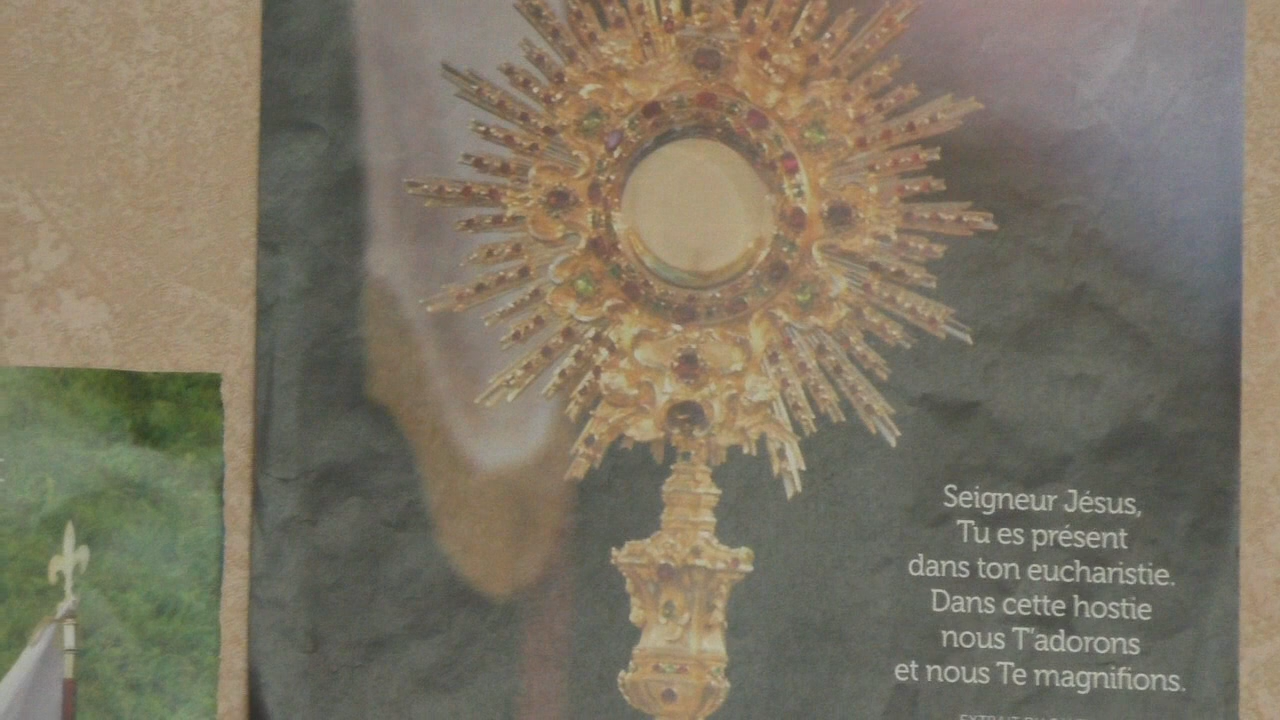 Seigneur Jésus,
Tu es présent
dans ton eucharistie.
Dans cette hostie
nous T'adorons
et nous Te magnifions.